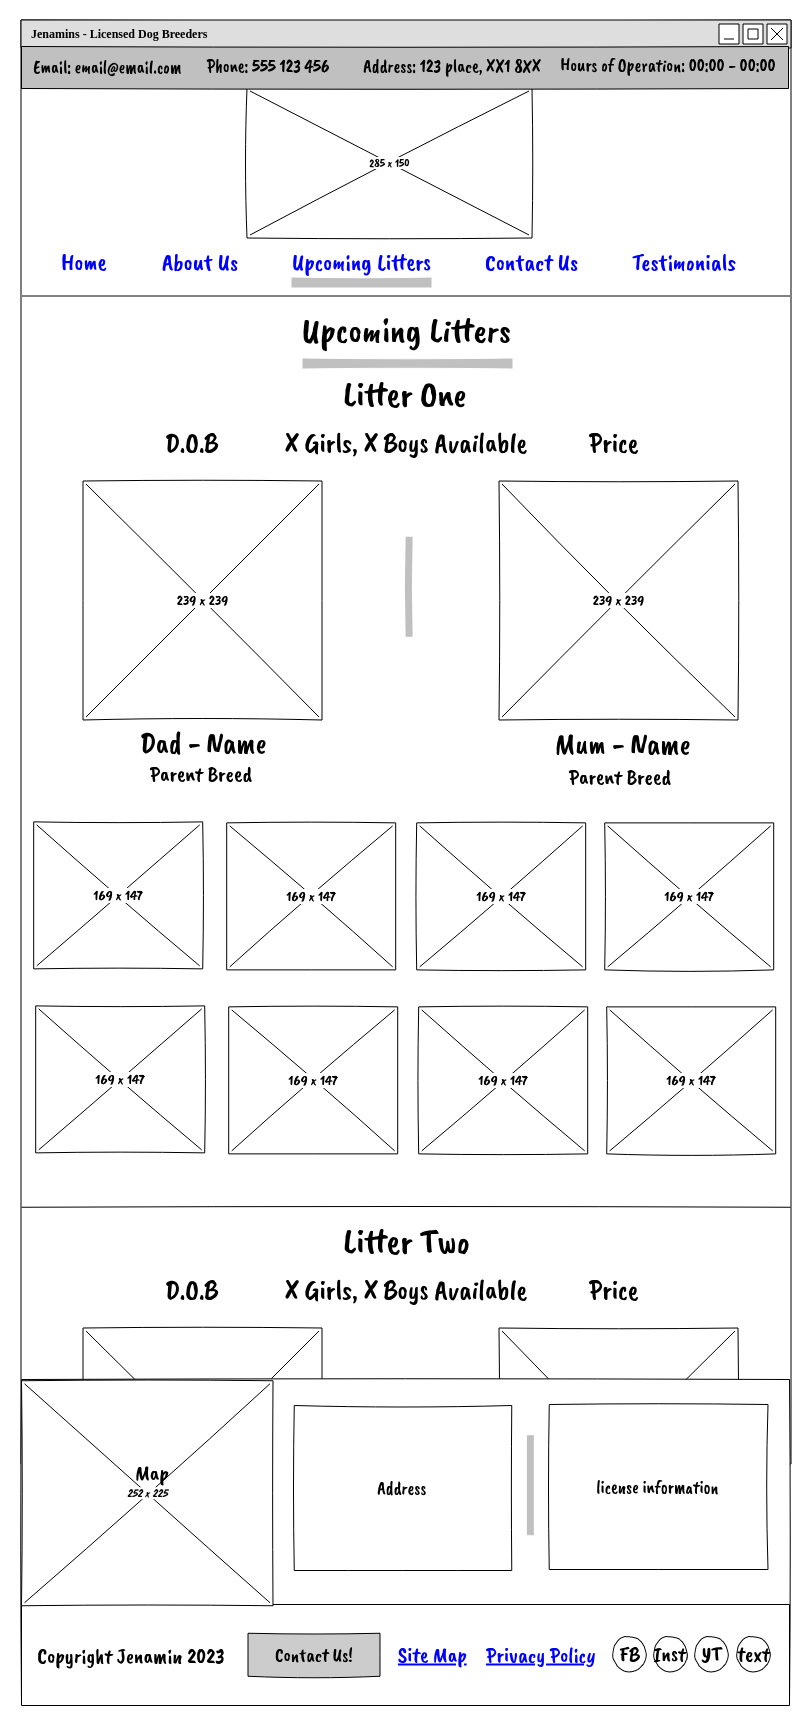 Jenamins - Licensed Dog Breeders
Email: email@email.com Phone: 555 123 456 Address: 123 place, XX1 8XX Hours of Operation: 00:00 - 00:00
285 x 150
Home About Us Upcoming Litters Contact Us Testimonials
Upcoming Litters
Litter One
D.O.B X Girls, X Boys Available Price
239 x 239 239 x 239
Dad - Name Mum - Name
Parent Breed Parent Breed
169 x 147 169 x 147 169 x 147 169 x 147
169 x 147 169 x 147 169 x 147 169 x 147
Litter Two
D.O.B X Girls, X Boys Available Price
Map
252 x 225
Address license information
Copyright Jenamin 2023 Contact Us! Site Map Privacy Policy FB Inst YT text